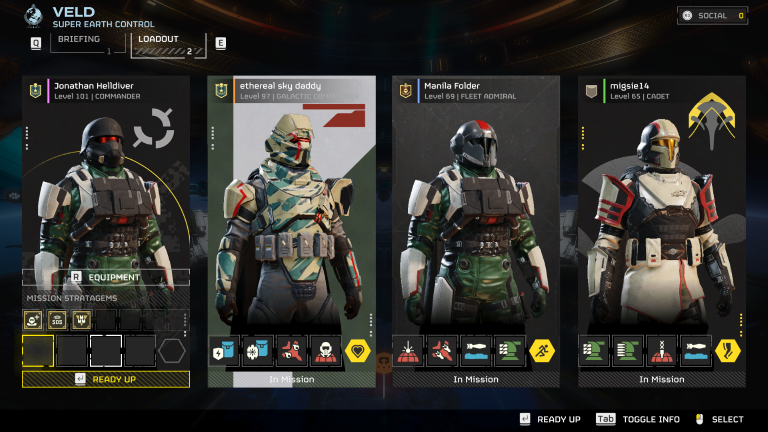 VELD
SUPER EARTH CONTROL
SOCIAL 0
Q BRIEFING 1 LOADOUT 2 E
Jonathan Helldiver
Level 101 | COMMANDER
ethereal sky daddy
Level 97 | GALACTIC
Manila Folder
Level 69 | FLEET ADMIRAL
migsie14
Level 65 | CADET
R EQUIPMENT
MISSION STRATAGEMS
SOS
READY UP
In Mission
In Mission
In Mission
READY UP Tab TOGGLE INFO SELECT